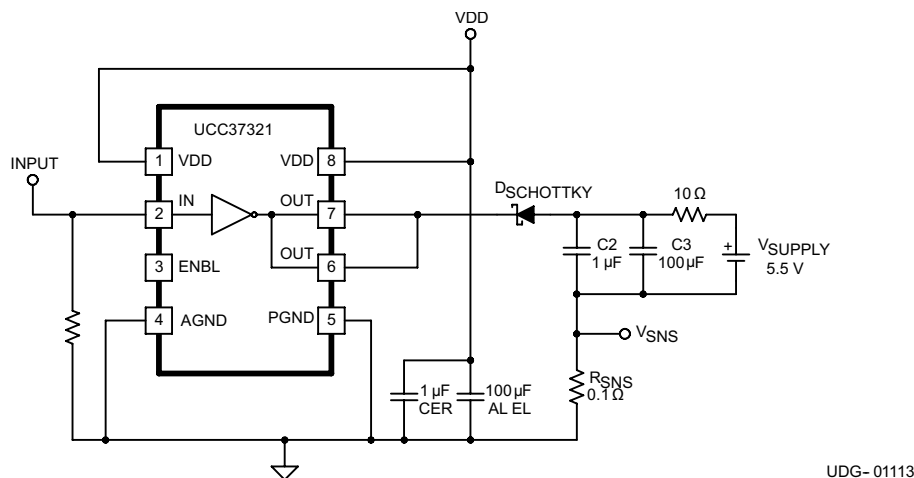 VDD
UCC37321
INPUT
1 VDD VDD 8
2 IN OUT 7
DSCHOTTKY
10 Ω
3 ENBL OUT 6
C2
1 µF
C3
100 µF
+
VSUPPLY
5.5 V
4 AGND PGND 5
VSNS
1 µF
CER
100 µF
AL EL
RSNS
0.1 Ω
UDG-01113